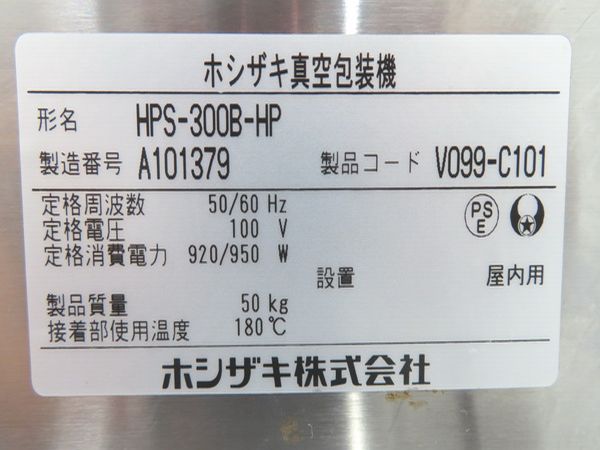 ホシザキ真空包装機
形名 HPS-300B-HP
製造番号 A101379 製品コード V099-C101
定格周波数 50/60 Hz
定格電圧 100 V
定格消費電力 920/950 W
PS
E
設置 屋内用
製品質量 50 kg
接着部使用温度 180℃
ホシザキ株式会社